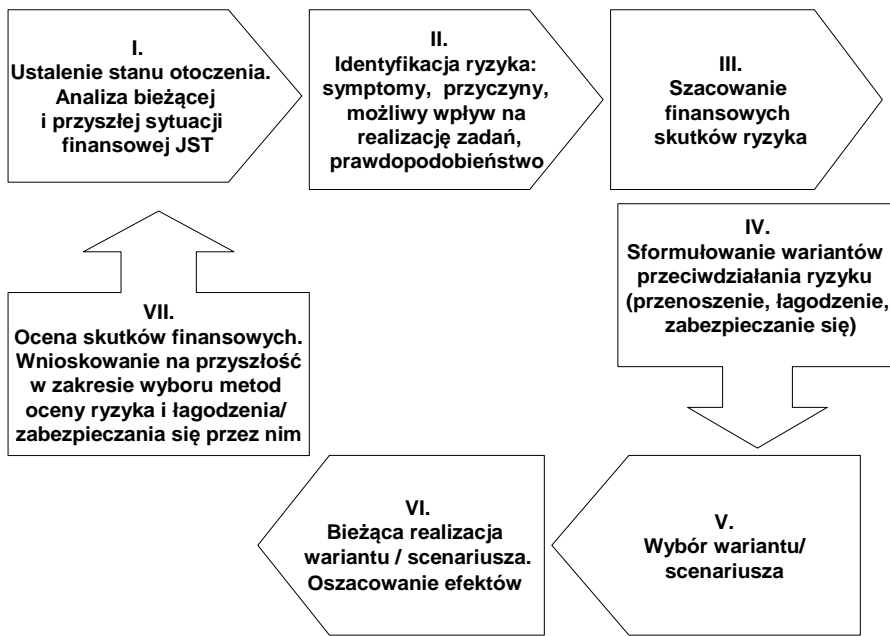 I.
Ustalenie stanu otoczenia.
Analiza bieżącej
i przyszłej sytuacji
finansowej JST
II.
Identyfikacja ryzyka:
symptomy, przyczyny,
możliwy wpływ na
realizację zadań,
prawdopodobieństwo
III.
Szacowanie
finansowych
skutków ryzyka
IV.
Sformułowanie wariantów
przeciwdziałania ryzyku
(przenoszenie, łagodzenie,
zabezpieczanie się)
V.
Wybór wariantu/
scenariusza
VI.
Bieżąca realizacja
wariantu / scenariusza.
Oszacowanie efektów
VII.
Ocena skutków finansowych.
Wnioskowanie na przyszłość
w zakresie wyboru metod
oceny ryzyka i łagodzenia/
zabezpieczania się przez nim